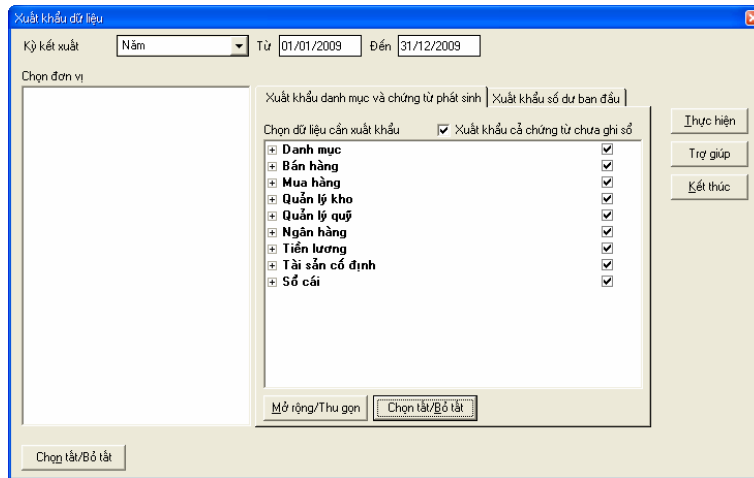 Xuất khẩu dữ liệu
Kỳ kết xuất Năm Từ 01/01/2009 Đến 31/12/2009
Chọn đơn vị
Xuất khẩu danh mục và chứng từ phát sinh Xuất khẩu số dư ban đầu
Chọn dữ liệu cần xuất khẩu Xuất khẩu cả chứng từ chưa ghi sổ
Danh mục
Bán hàng
Mua hàng
Quản lý kho
Quản lý quỹ
Ngân hàng
Tiền lương
Tài sản cố định
Sổ cái
Thực hiện
Trợ giúp
Kết thúc
Mở rộng/Thu gọn Chọn tất/Bỏ tất
Chọn tất/Bỏ tất